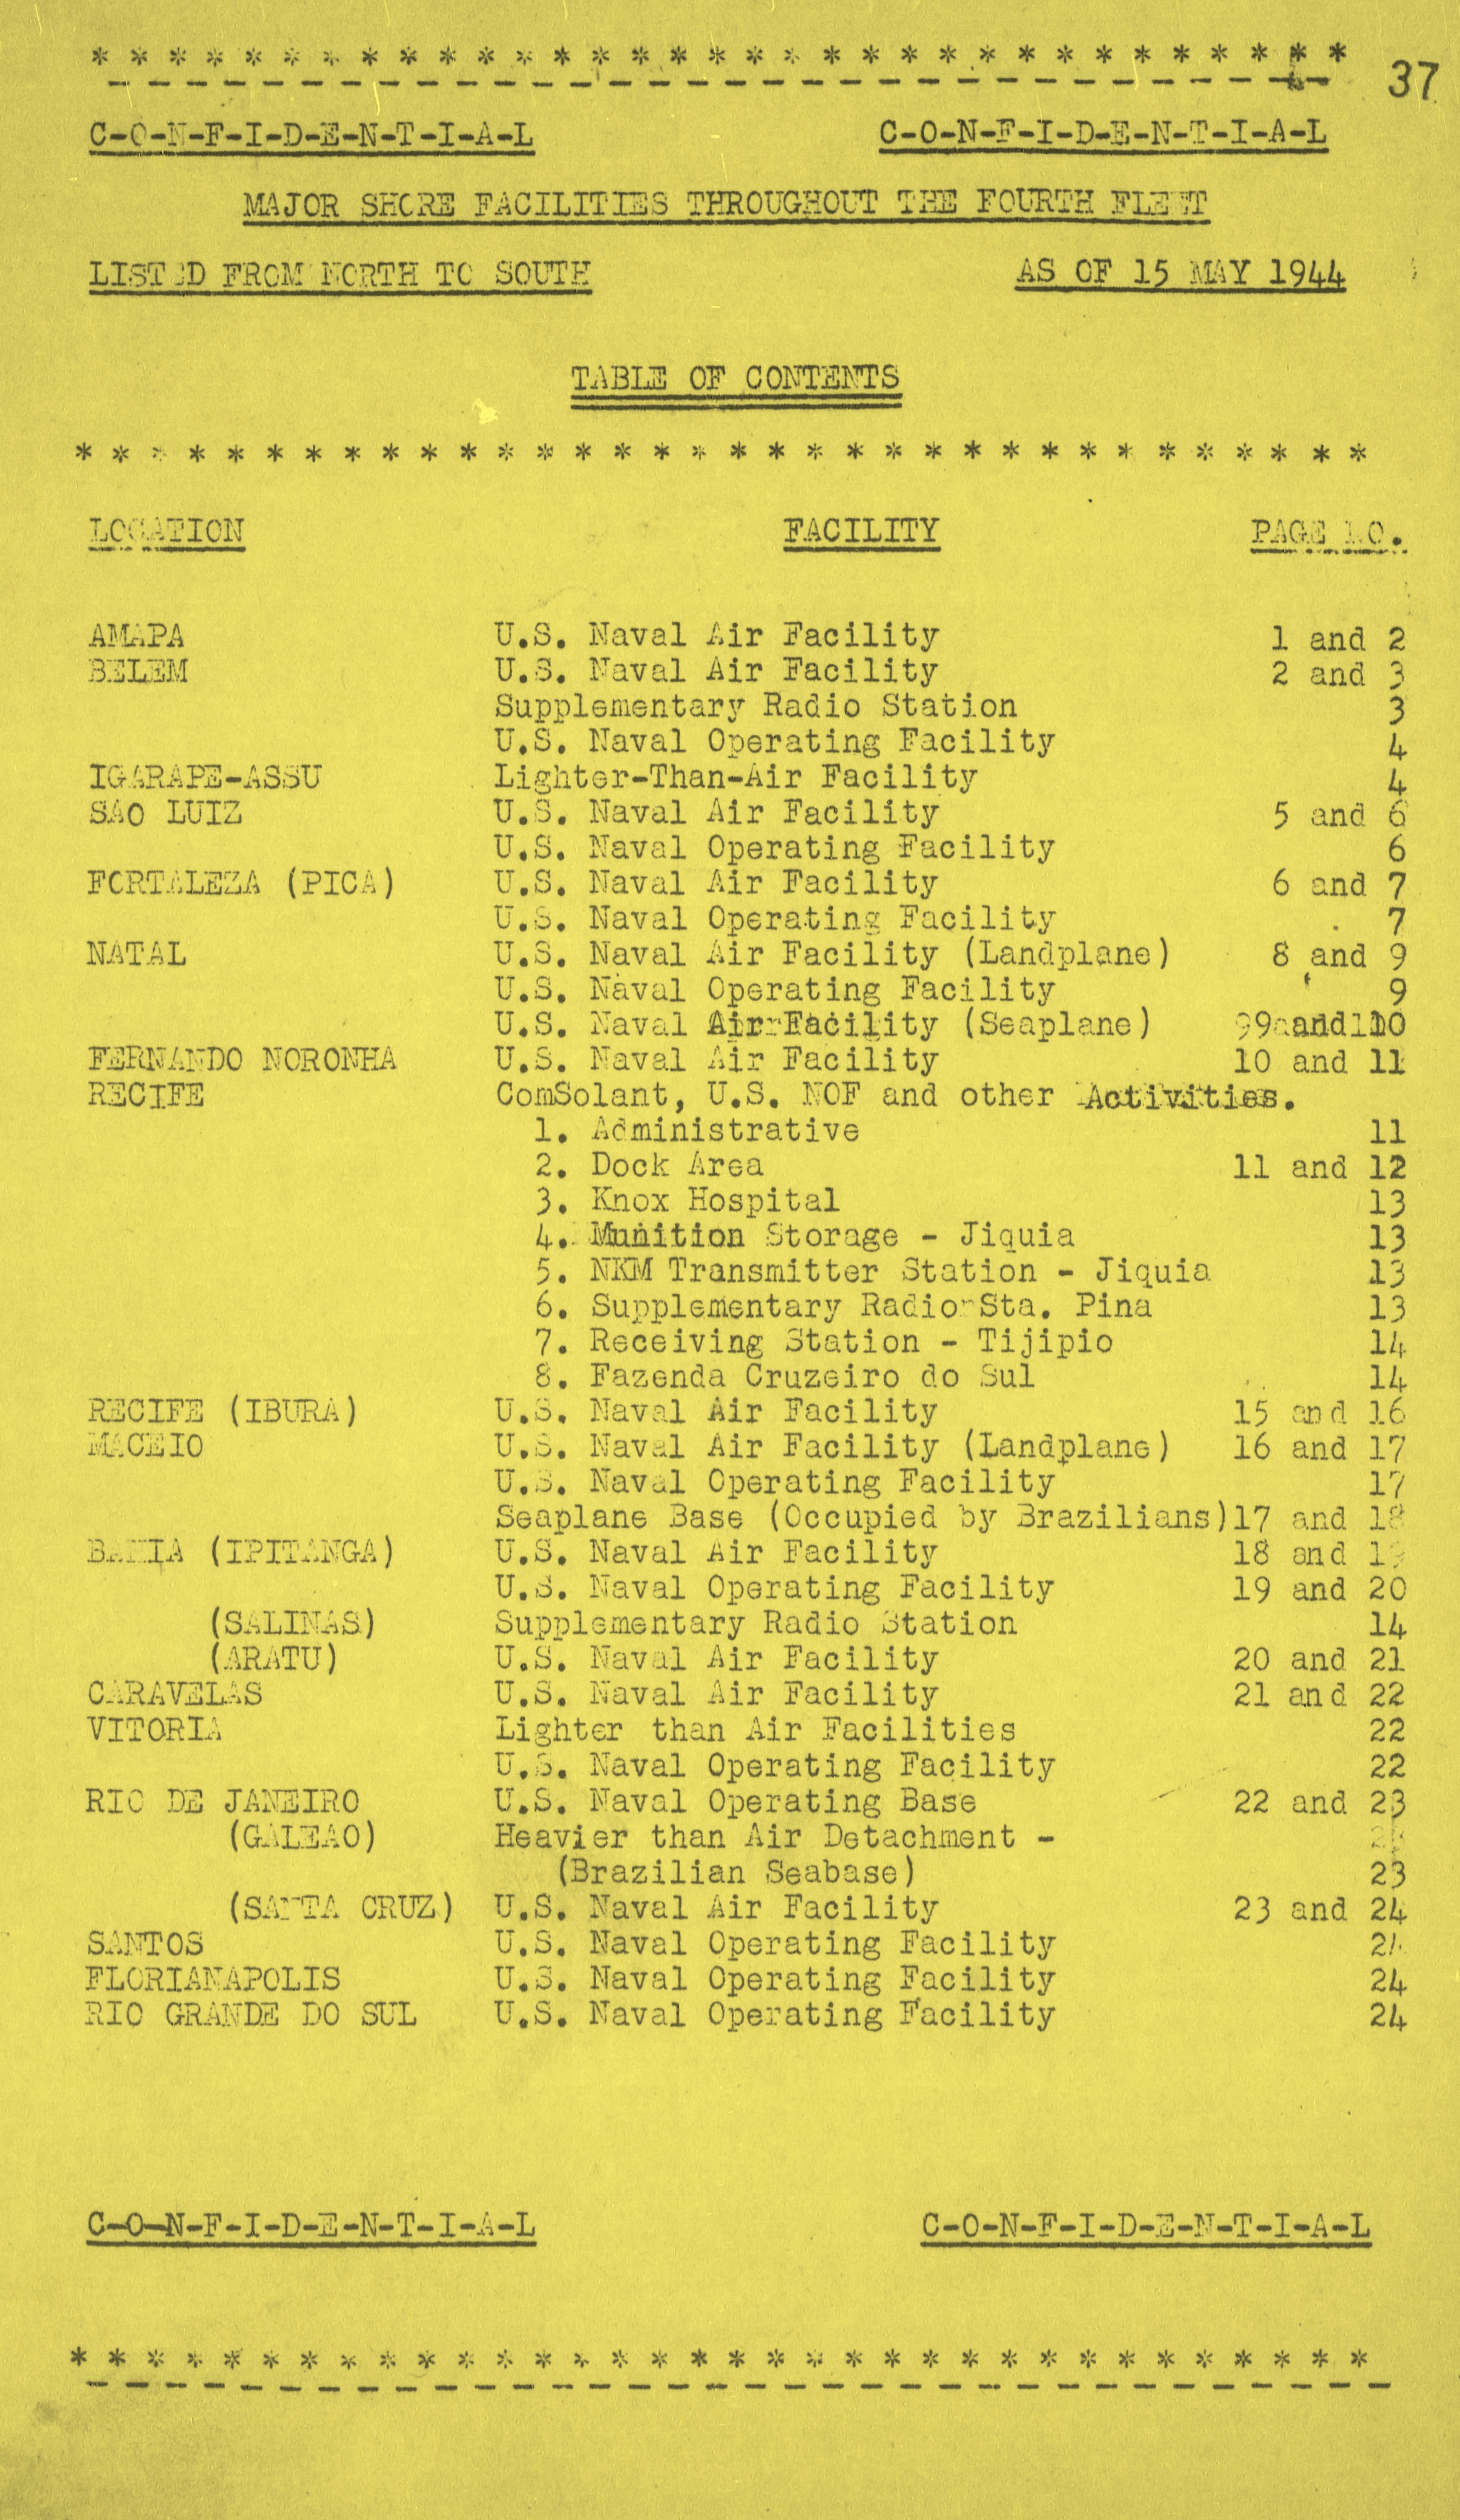 * * * * * * * * * * * * * * * * * * * * * * * * * * * * * * * * *
37
C-O-N-F-I-D-E-N-T-I-A-L C-O-N-F-I-D-E-N-T-I-A-L
MAJOR SHORE FACILITIES THROUGHOUT THE FOURTH FLEET
LISTED FROM NORTH TO SOUTH AS OF 15 MAY 1944
TABLE OF CONTENTS
* * * * * * * * * * * * * * * * * * * * * * * * * * * * * * * * * *
LOCATION FACILITY PAGE NO.
AMAPA U.S. Naval Air Facility 1 and 2
BELEM U.S. Naval Air Facility 2 and 3
Supplementary Radio Station 3
U.S. Naval Operating Facility 4
IGARAPE-ASSU Lighter-Than-Air Facility 4
SAO LUIZ U.S. Naval Air Facility 5 and 6
U.S. Naval Operating Facility 6
FORTALEZA (PICA) U.S. Naval Air Facility 6 and 7
U.S. Naval Operating Facility 7
NATAL U.S. Naval Air Facility (Landplane) 8 and 9
U.S. Naval Operating Facility 9
U.S. Naval Air Facility (Seaplane) 9 and 10
FERNANDO NORONHA U.S. Naval Air Facility 10 and 11
RECIFE ComSolant, U.S. NOF and other Activities.
1. Administrative 11
2. Dock Area 11 and 12
3. Knox Hospital 13
4. Munition Storage - Jiquia 13
5. NKM Transmitter Station - Jiquia 13
6. Supplementary Radio Sta. Pina 13
7. Receiving Station - Tijipio 14
8. Fazenda Cruzeiro do Sul 14
RECIFE (IBURA) U.S. Naval Air Facility 15 and 16
MACEIO U.S. Naval Air Facility (Landplane) 16 and 17
U.S. Naval Operating Facility 17
Seaplane Base (Occupied by Brazilians)17 and 18
BAHIA (IPITANGA) U.S. Naval Air Facility 18 and 19
U.S. Naval Operating Facility 19 and 20
(SALINAS) Supplementary Radio Station 14
(ARATU) U.S. Naval Air Facility 20 and 21
CARAVELAS U.S. Naval Air Facility 21 and 22
VITORIA Lighter than Air Facilities 22
U.S. Naval Operating Facility 22
RIO DE JANEIRO U.S. Naval Operating Base 22 and 23
(GALEAO) Heavier than Air Detachment -
(Brazilian Seabase) 23
(SANTA CRUZ) U.S. Naval Air Facility 23 and 24
SANTOS U.S. Naval Operating Facility 24
FLORIANAPOLIS U.S. Naval Operating Facility 24
RIO GRANDE DO SUL U.S. Naval Operating Facility 24
C-O-N-F-I-D-E-N-T-I-A-L C-O-N-F-I-D-E-N-T-I-A-L
* * * * * * * * * * * * * * * * * * * * * * * * * * * * * * * * * *